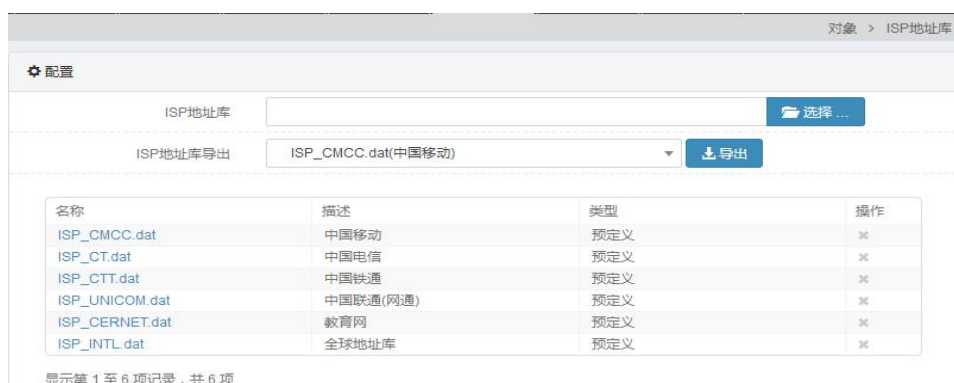 对象 > ISP地址库
配置
ISP地址库 选择 ...
ISP地址库导出 ISP_CMCC.dat(中国移动) 导出
名称 描述 类型 操作
ISP_CMCC.dat 中国移动 预定义
ISP_CT.dat 中国电信 预定义
ISP_CTT.dat 中国铁通 预定义
ISP_UNICOM.dat 中国联通(网通) 预定义
ISP_CERNET.dat 教育网 预定义
ISP_INTL.dat 全球地址库 预定义
显示第 1 至 6 项记录，共 6 项